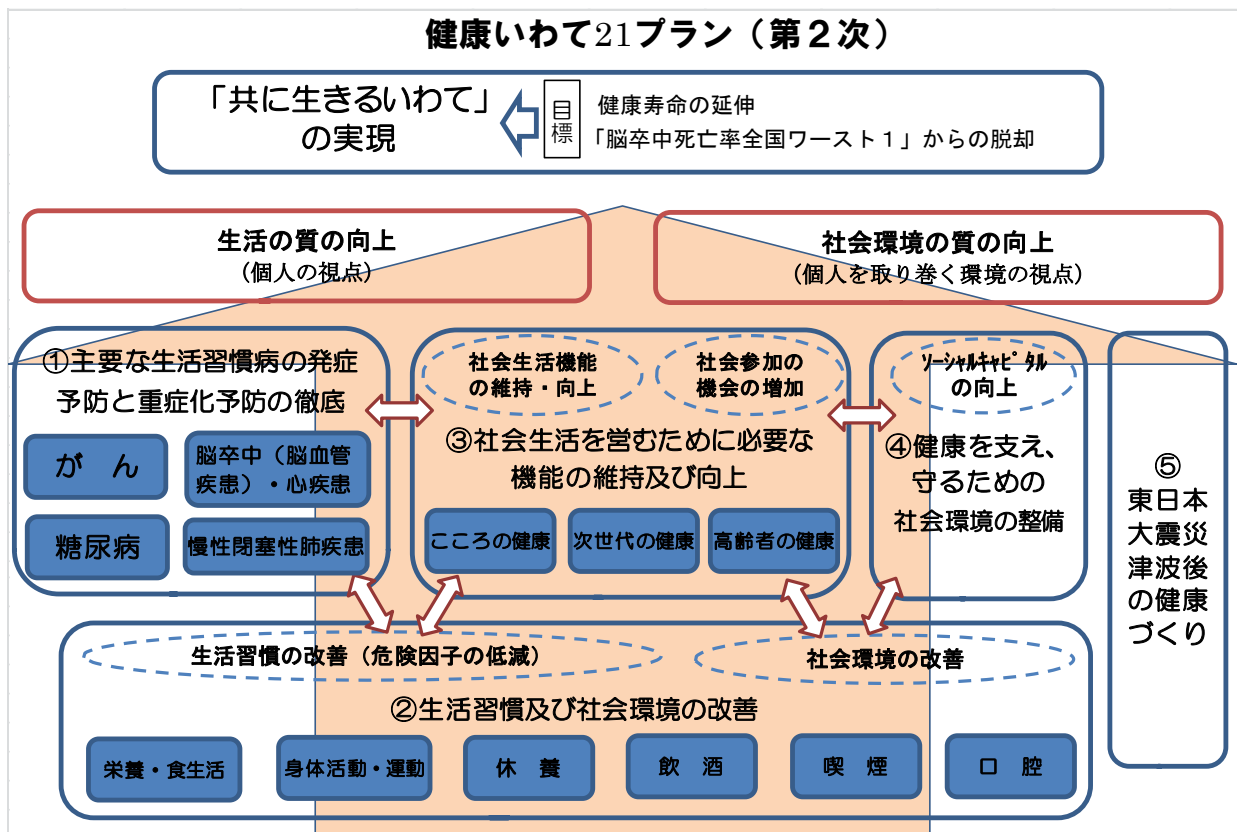 健康いわて21プラン（第２次）
「共に生きるいわて」
の実現
目標
健康寿命の延伸
「脳卒中死亡率全国ワースト１」からの脱却
生活の質の向上
（個人の視点）
社会環境の質の向上
（個人を取り巻く環境の視点）
①主要な生活習慣病の発症
予防と重症化予防の徹底
がん
脳卒中（脳血管
疾患）・心疾患
糖尿病
慢性閉塞性肺疾患
社会生活機能
の維持・向上
社会参加の
機会の増加
③社会生活を営むために必要な
機能の維持及び向上
こころの健康
次世代の健康
高齢者の健康
ｿｰｼｬﾙｷｬﾋﾟﾀﾙ
の向上
④健康を支え、
守るための
社会環境の整備
⑤
東日本
大震災
津波後
の健康
づくり
生活習慣の改善（危険因子の低減）
社会環境の改善
②生活習慣及び社会環境の改善
栄養・食生活
身体活動・運動
休養
飲酒
喫煙
口腔